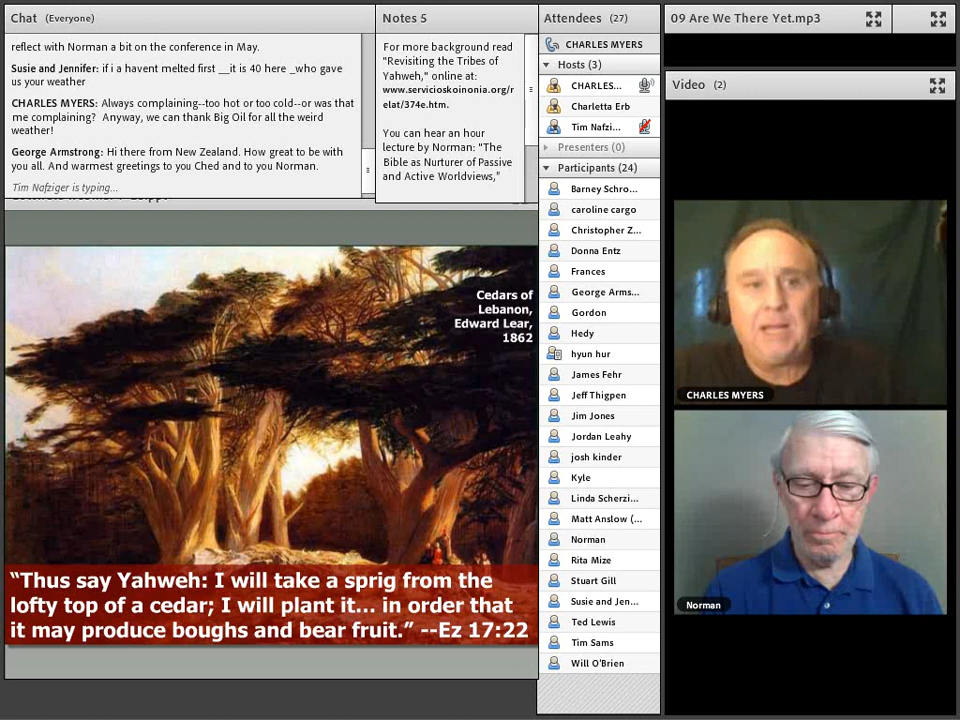 Chat (Everyone)
reflect with Norman a bit on the conference in May.
Susie and Jennifer: if i a havent melted first __it is 40 here _who gave
us your weather
CHARLES MYERS: Always complaining--too hot or too cold--or was that
me complaining? Anyway, we can thank Big Oil for all the weird
weather!
George Armstrong: Hi there from New Zealand. How great to be with
you all. And warmest greetings to you Ched and to you Norman.
Tim Nafziger is typing...
Notes 5
For more background read
"Revisiting the Tribes of
Yahweh," online at:
www.servicioskoinonia.org/r
elat/374e.htm.
You can hear an hour
lecture by Norman: "The
Bible as Nurturer of Passive
and Active Worldviews,"
Cedars of
Lebanon,
Edward Lear,
1862
“Thus say Yahweh: I will take a sprig from the
lofty top of a cedar; I will plant it... in order that
it may produce boughs and bear fruit.” --Ez 17:22
Attendees (27)
CHARLES MYERS
Hosts (3)
CHARLES...
Charletta Erb
Tim Nafzi...
Presenters (0)
Participants (24)
Barney Schro...
caroline cargo
Christopher Z...
Donna Entz
Frances
George Arms...
Gordon
Hedy
hyun hur
James Fehr
Jeff Thigpen
Jim Jones
Jordan Leahy
josh kinder
Kyle
Linda Scherzi...
Matt Anslow (...
Norman
Rita Mize
Stuart Gill
Susie and Jen...
Ted Lewis
Tim Sams
Will O'Brien
09 Are We There Yet.mp3
Video (2)
CHARLES MYERS
Norman